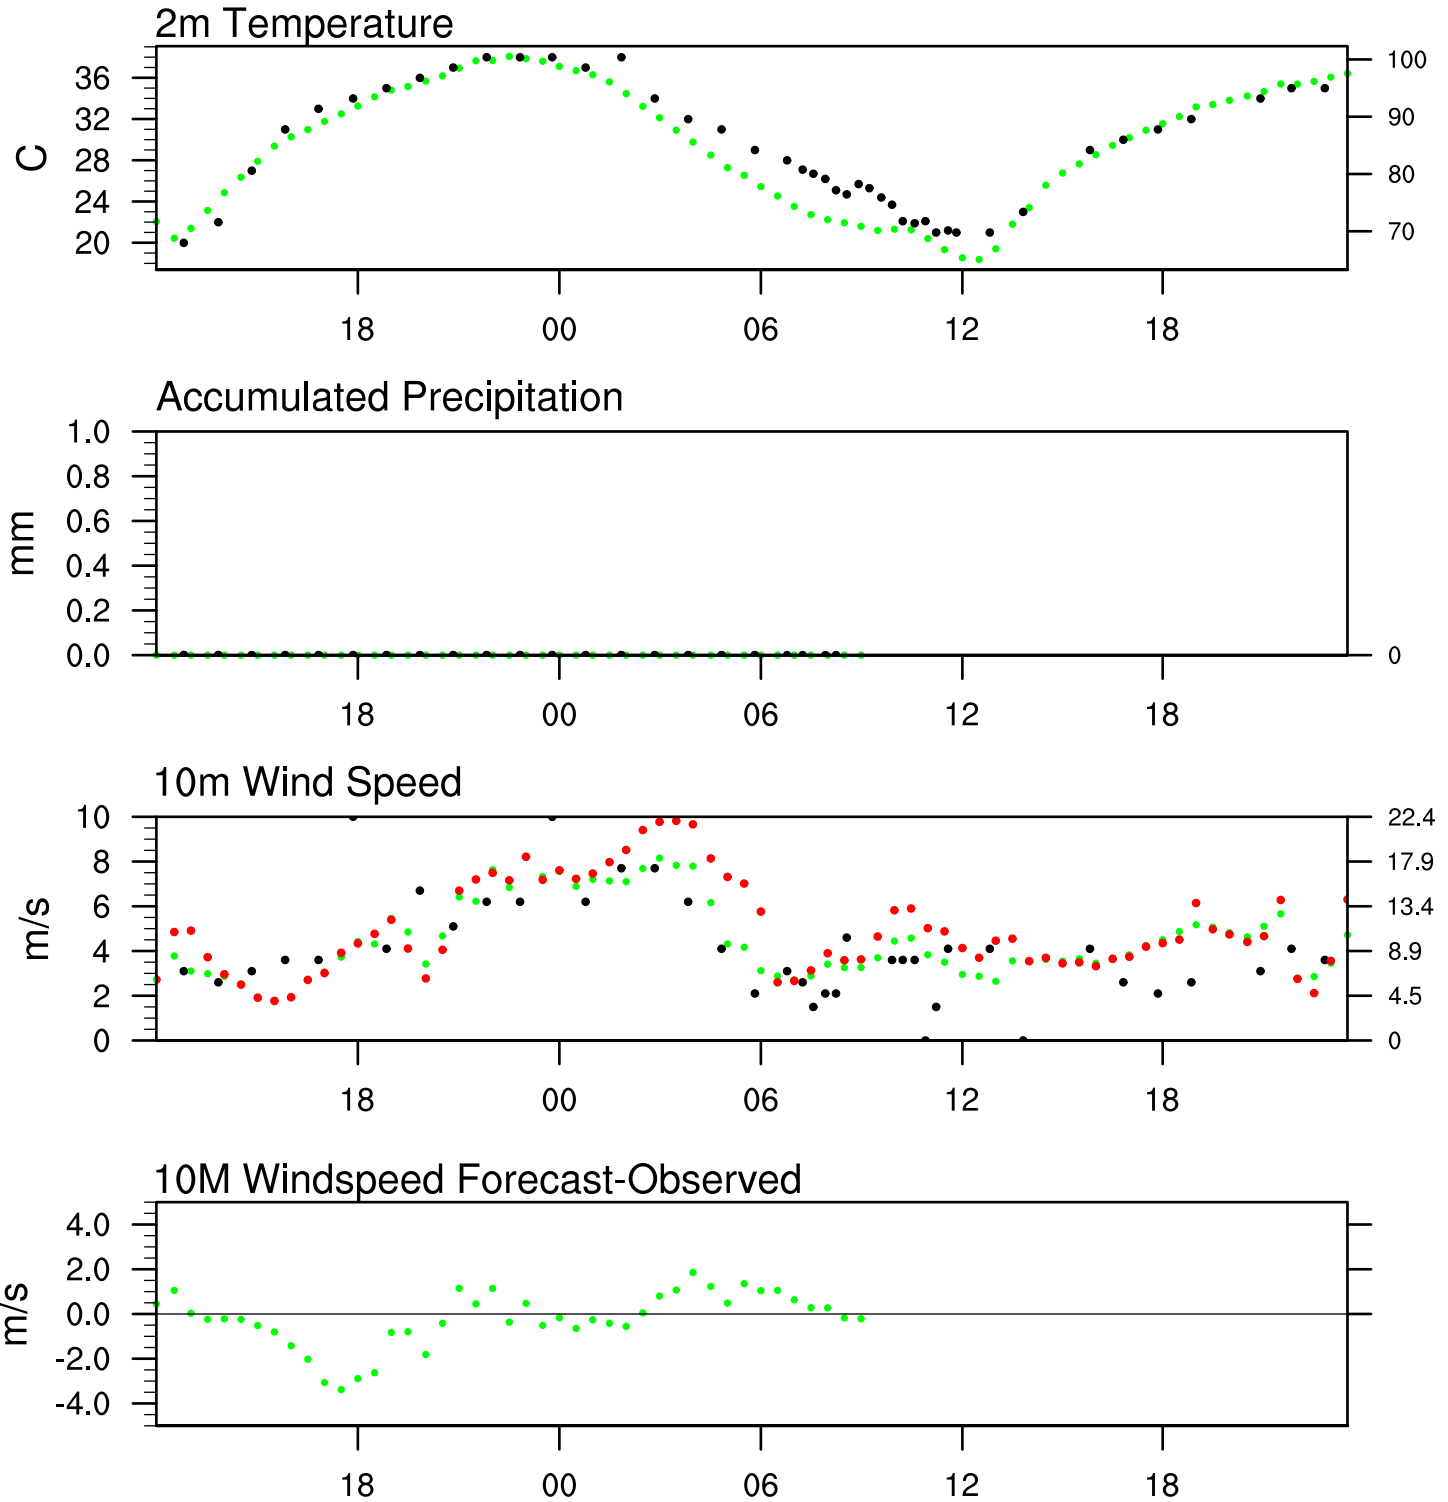 2m Temperature
36
32
28
24
20
C
100
90
80
70
18 00 06 12 18
Accumulated Precipitation
1.0
0.8
0.6
0.4
0.2
0.0
mm
0
18 00 06 12 18
10m Wind Speed
10
8
6
4
2
0
m/s
22.4
17.9
13.4
8.9
4.5
0
18 00 06 12 18
10M Windspeed Forecast-Observed
4.0
2.0
0.0
-2.0
-4.0
m/s
18 00 06 12 18